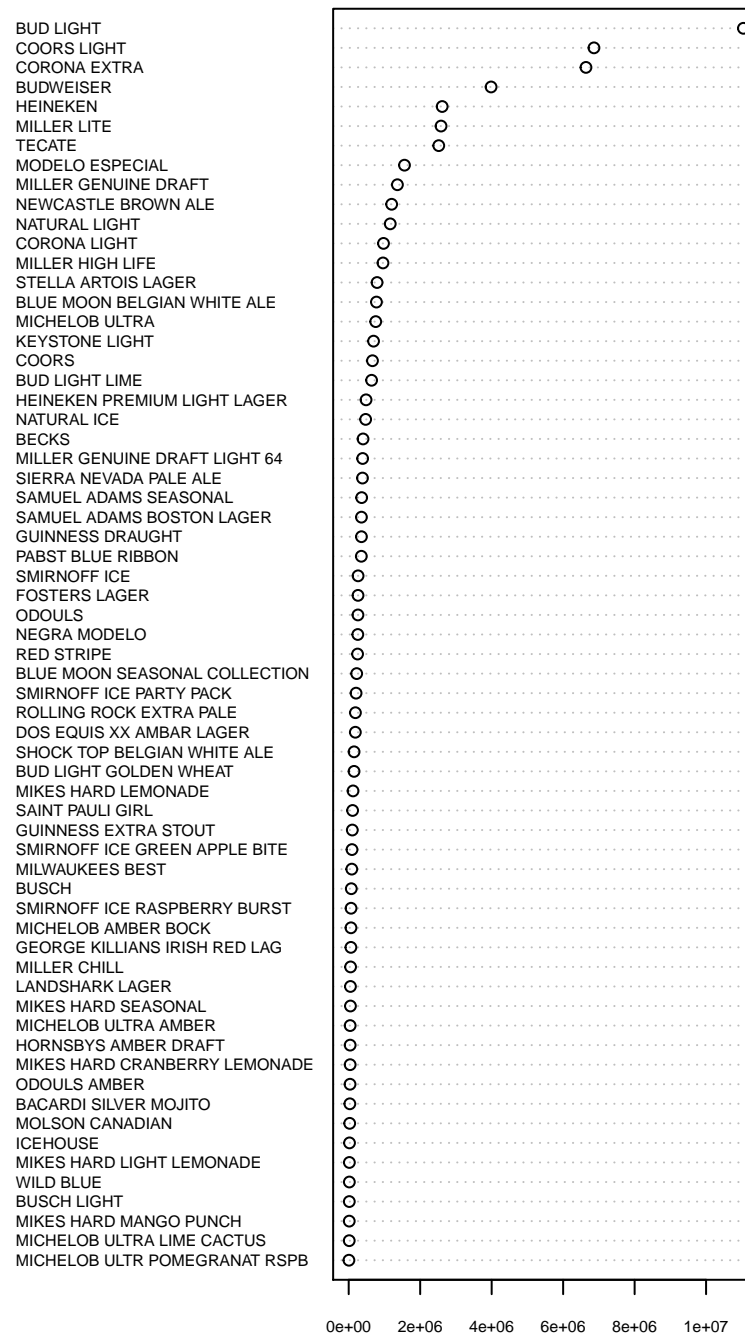 BUD LIGHT
COORS LIGHT
CORONA EXTRA
BUDWEISER
HEINEKEN
MILLER LITE
TECATE
MODELO ESPECIAL
MILLER GENUINE DRAFT
NEWCASTLE BROWN ALE
NATURAL LIGHT
CORONA LIGHT
MILLER HIGH LIFE
STELLA ARTOIS LAGER
BLUE MOON BELGIAN WHITE ALE
MICHELOB ULTRA
KEYSTONE LIGHT
COORS
BUD LIGHT LIME
HEINEKEN PREMIUM LIGHT LAGER
NATURAL ICE
BECKS
MILLER GENUINE DRAFT LIGHT 64
SIERRA NEVADA PALE ALE
SAMUEL ADAMS SEASONAL
SAMUEL ADAMS BOSTON LAGER
GUINNESS DRAUGHT
PABST BLUE RIBBON
SMIRNOFF ICE
FOSTERS LAGER
ODOULS
NEGRA MODELO
RED STRIPE
BLUE MOON SEASONAL COLLECTION
SMIRNOFF ICE PARTY PACK
ROLLING ROCK EXTRA PALE
DOS EQUIS XX AMBAR LAGER
SHOCK TOP BELGIAN WHITE ALE
BUD LIGHT GOLDEN WHEAT
MIKES HARD LEMONADE
SAINT PAULI GIRL
GUINNESS EXTRA STOUT
SMIRNOFF ICE GREEN APPLE BITE
MILWAUKEES BEST
BUSCH
SMIRNOFF ICE RASPBERRY BURST
MICHELOB AMBER BOCK
GEORGE KILLIANS IRISH RED LAG
MILLER CHILL
LANDSHARK LAGER
MIKES HARD SEASONAL
MICHELOB ULTRA AMBER
HORNSBYS AMBER DRAFT
MIKES HARD CRANBERRY LEMONADE
ODOULS AMBER
BACARDI SILVER MOJITO
MOLSON CANADIAN
ICEHOUSE
MIKES HARD LIGHT LEMONADE
WILD BLUE
BUSCH LIGHT
MIKES HARD MANGO PUNCH
MICHELOB ULTRA LIME CACTUS
MICHELOB ULTR POMEGRANAT RSPB
0e+00 2e+06 4e+06 6e+06 8e+06 1e+07